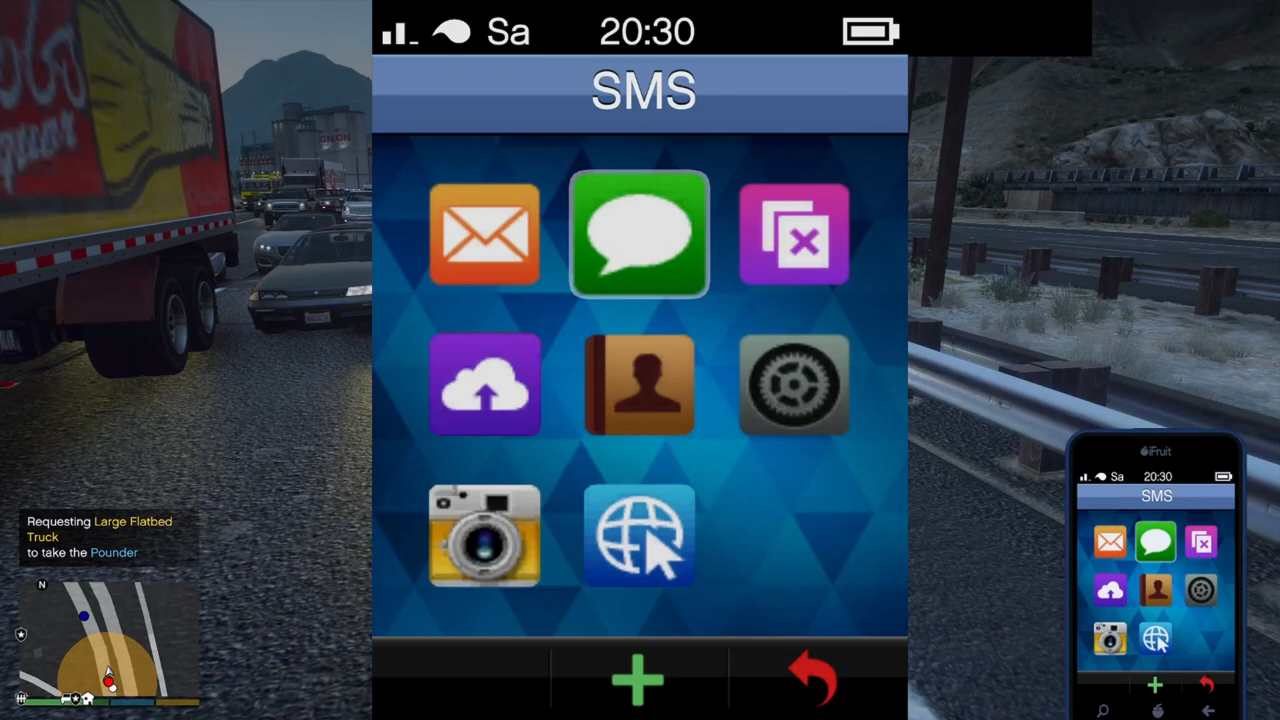 Sa 20:30
SMS
Requesting Large Flatbed
Truck
to take the Pounder
N
iFruit
Sa 20:30
SMS